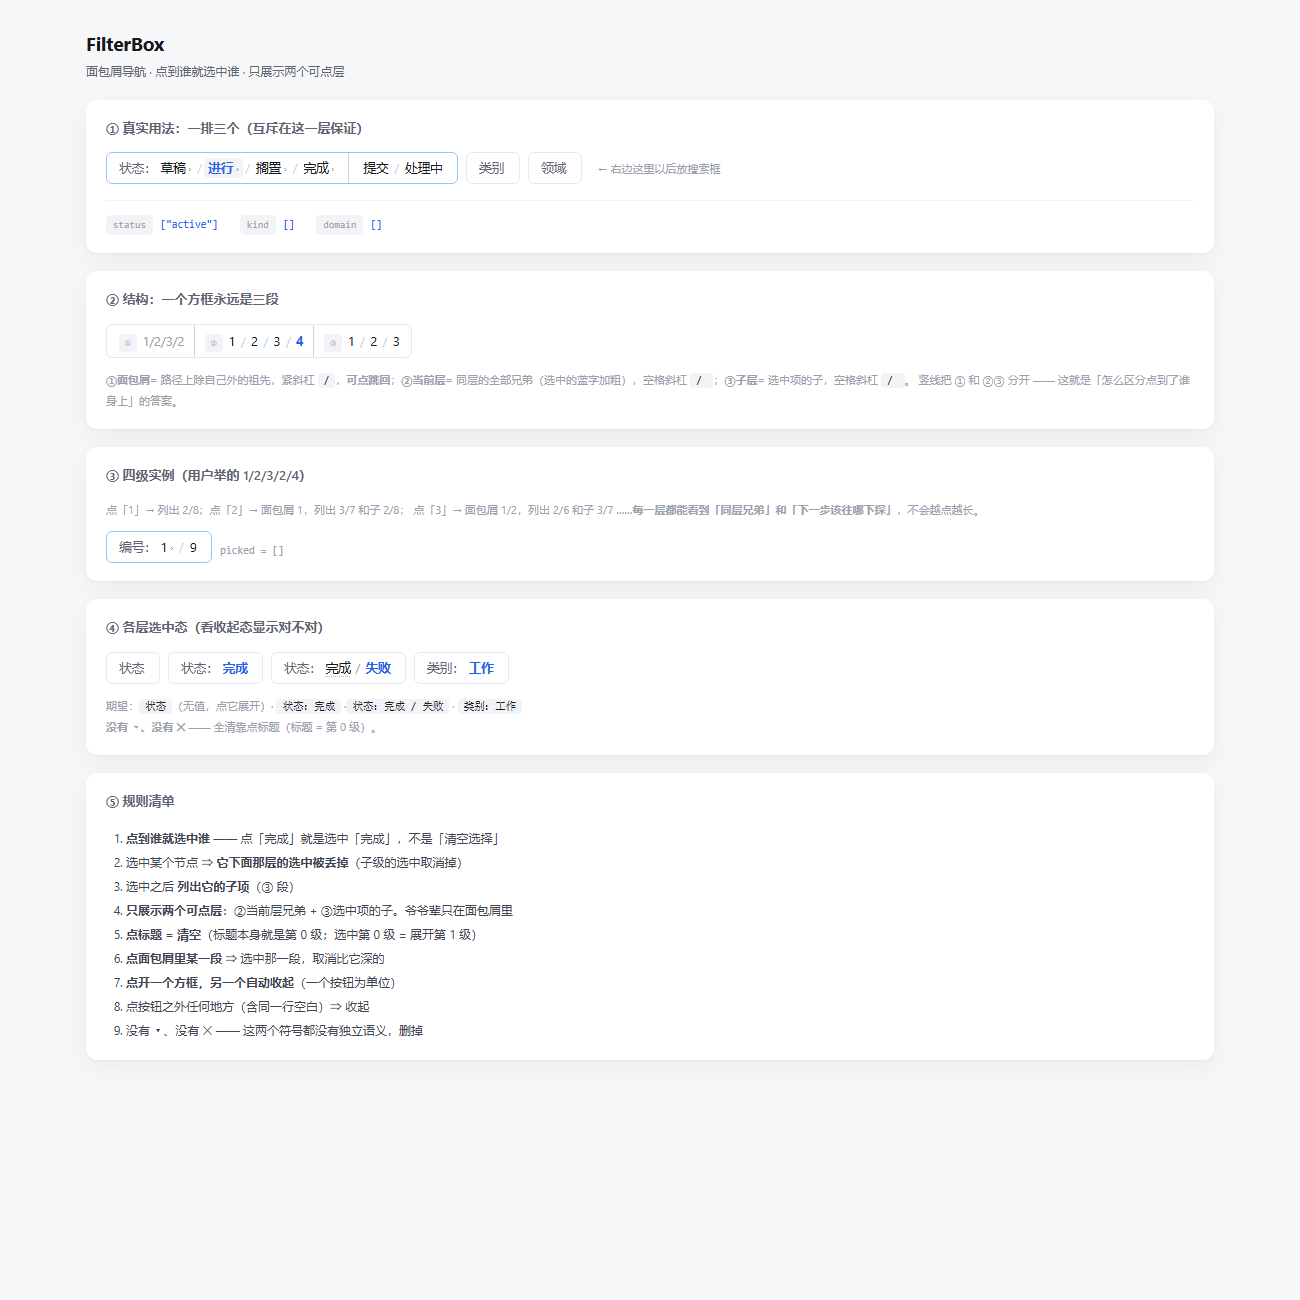 FilterBox
面包屑导航 · 点到谁就选中谁 · 只展示两个可点层
① 真实用法：一排三个（互斥在这一层保证）
状态： 草稿 › / 进行 › / 搁置 › / 完成 › 提交 / 处理中 类别 领域 ← 右边这里以后放搜索框
status ["active"] kind [] domain []
② 结构：一个方框永远是三段
① 1/2/3/2 ② 1 / 2 / 3 / 4 ③ 1 / 2 / 3
①面包屑= 路径上除自己外的祖先，紧斜杠 / ，可点跳回；②当前层= 同层的全部兄弟（选中的蓝字加粗），空格斜杠 / ；③子层= 选中项的子，空格斜杠 / 。 竖线把 ① 和 ②③ 分开 —— 这就是「怎么区分点到了谁
身上」的答案。
③ 四级实例（用户举的 1/2/3/2/4）
点「1」→ 列出 2/8；点「2」→ 面包屑 1，列出 3/7 和子 2/8； 点「3」→ 面包屑 1/2，列出 2/6 和子 3/7 ……每一层都能看到「同层兄弟」和「下一步该往哪下探」，不会越点越长。
编号： 1 › / 9 picked = []
④ 各层选中态（看收起态显示对不对）
状态 状态： 完成 状态： 完成 / 失败 类别： 工作
期望： 状态 （无值，点它展开）· 状态：完成 · 状态：完成 / 失败 · 类别：工作
没有 ▾、没有 ✕ —— 全清靠点标题（标题 = 第 0 级）。
⑤ 规则清单
1. 点到谁就选中谁 —— 点「完成」就是选中「完成」，不是「清空选择」
2. 选中某个节点 ⇒ 它下面那层的选中被丢掉（子级的选中取消掉）
3. 选中之后 列出它的子项（③ 段）
4. 只展示两个可点层：②当前层兄弟 + ③选中项的子。爷爷辈只在面包屑里
5. 点标题 = 清空（标题本身就是第 0 级；选中第 0 级 = 展开第 1 级）
6. 点面包屑里某一段 ⇒ 选中那一段，取消比它深的
7. 点开一个方框，另一个自动收起（一个按钮为单位）
8. 点按钮之外任何地方（含同一行空白）⇒ 收起
9. 没有 ▾、没有 ✕ —— 这两个符号都没有独立语义，删掉